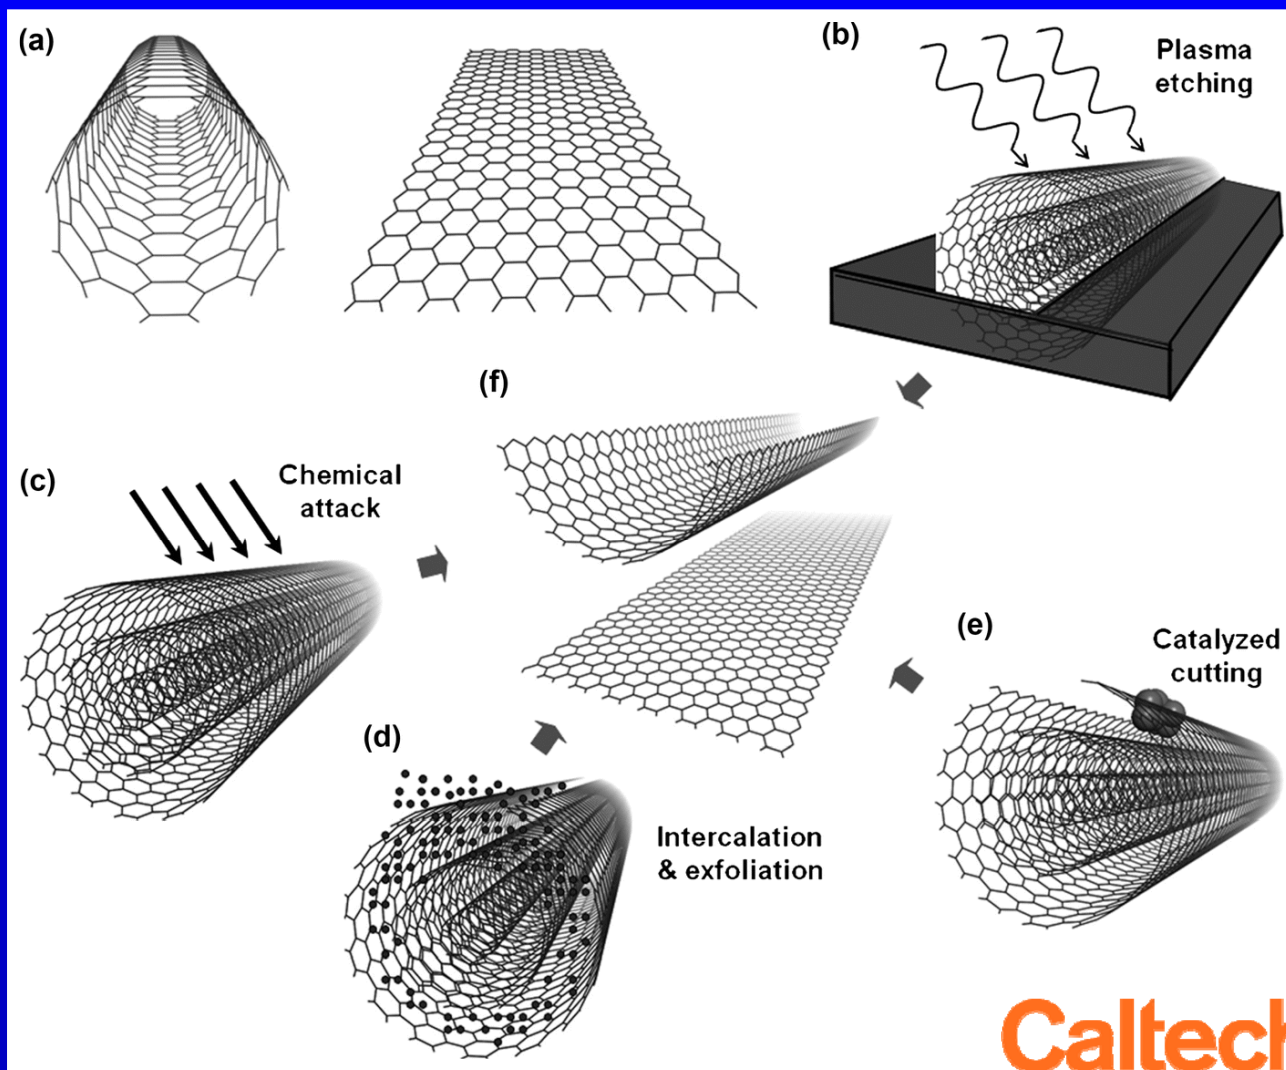 (a)
(b)
Plasma
etching
(f)
(c)
Chemical
attack
(e)
Catalyzed
cutting
(d)
Intercalation
& exfoliation
Caltech